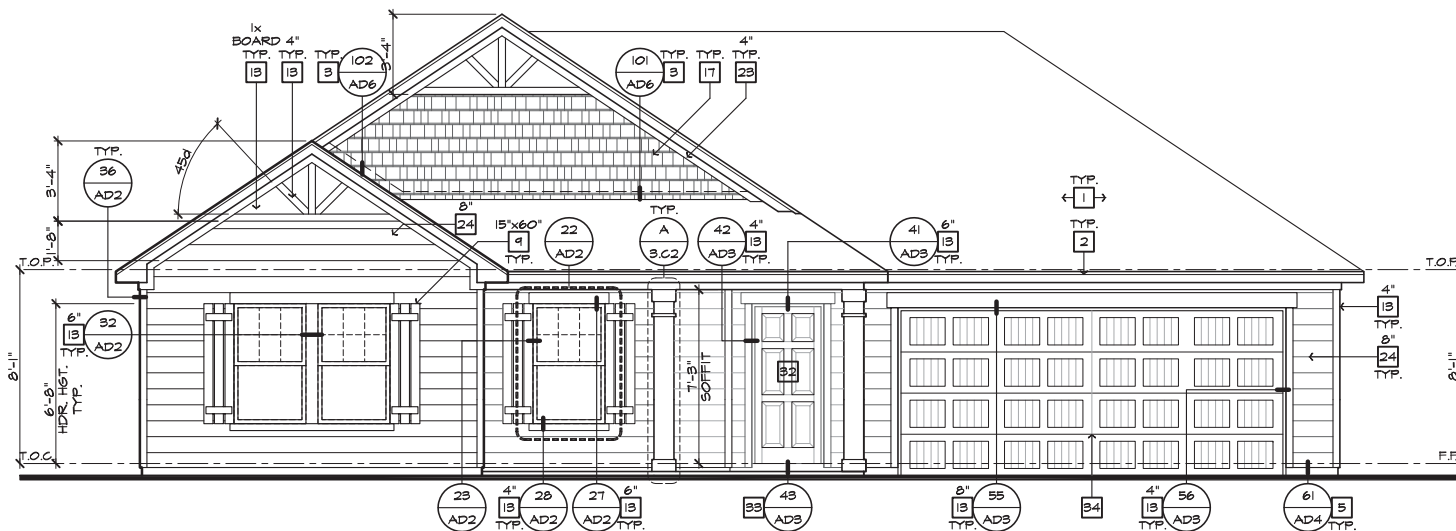 1x
BOARD
TYP.
13
4"
TYP.
13
TYP.
3
102
AD6
3'-4"
101
AD6
TYP.
3
TYP.
17
4"
TYP.
23
45d
TYP.
36
AD2
3'-4"
1'-8"
8"
24
15"x60"
9
TYP.
22
AD2
TYP.
A
3.C2
42
AD3
4"
13
TYP.
41
AD3
6"
13
TYP.
TYP.
1
TYP.
2
T.O.P.
T.O.P.
6"
13
TYP.
32
AD2
4"
13
TYP.
8"
24
TYP.
8'-1"
6'-8"
HDR. HGT.
TYP.
7'-3"
SOFFIT
32
8'-1"
T.O.C.
F.F.
23
AD2
4"
13
TYP.
28
AD2
27
AD2
6"
13
TYP.
33
43
AD3
8"
13
TYP.
55
AD3
34
4"
13
TYP.
56
AD3
61
AD4
5
TYP.